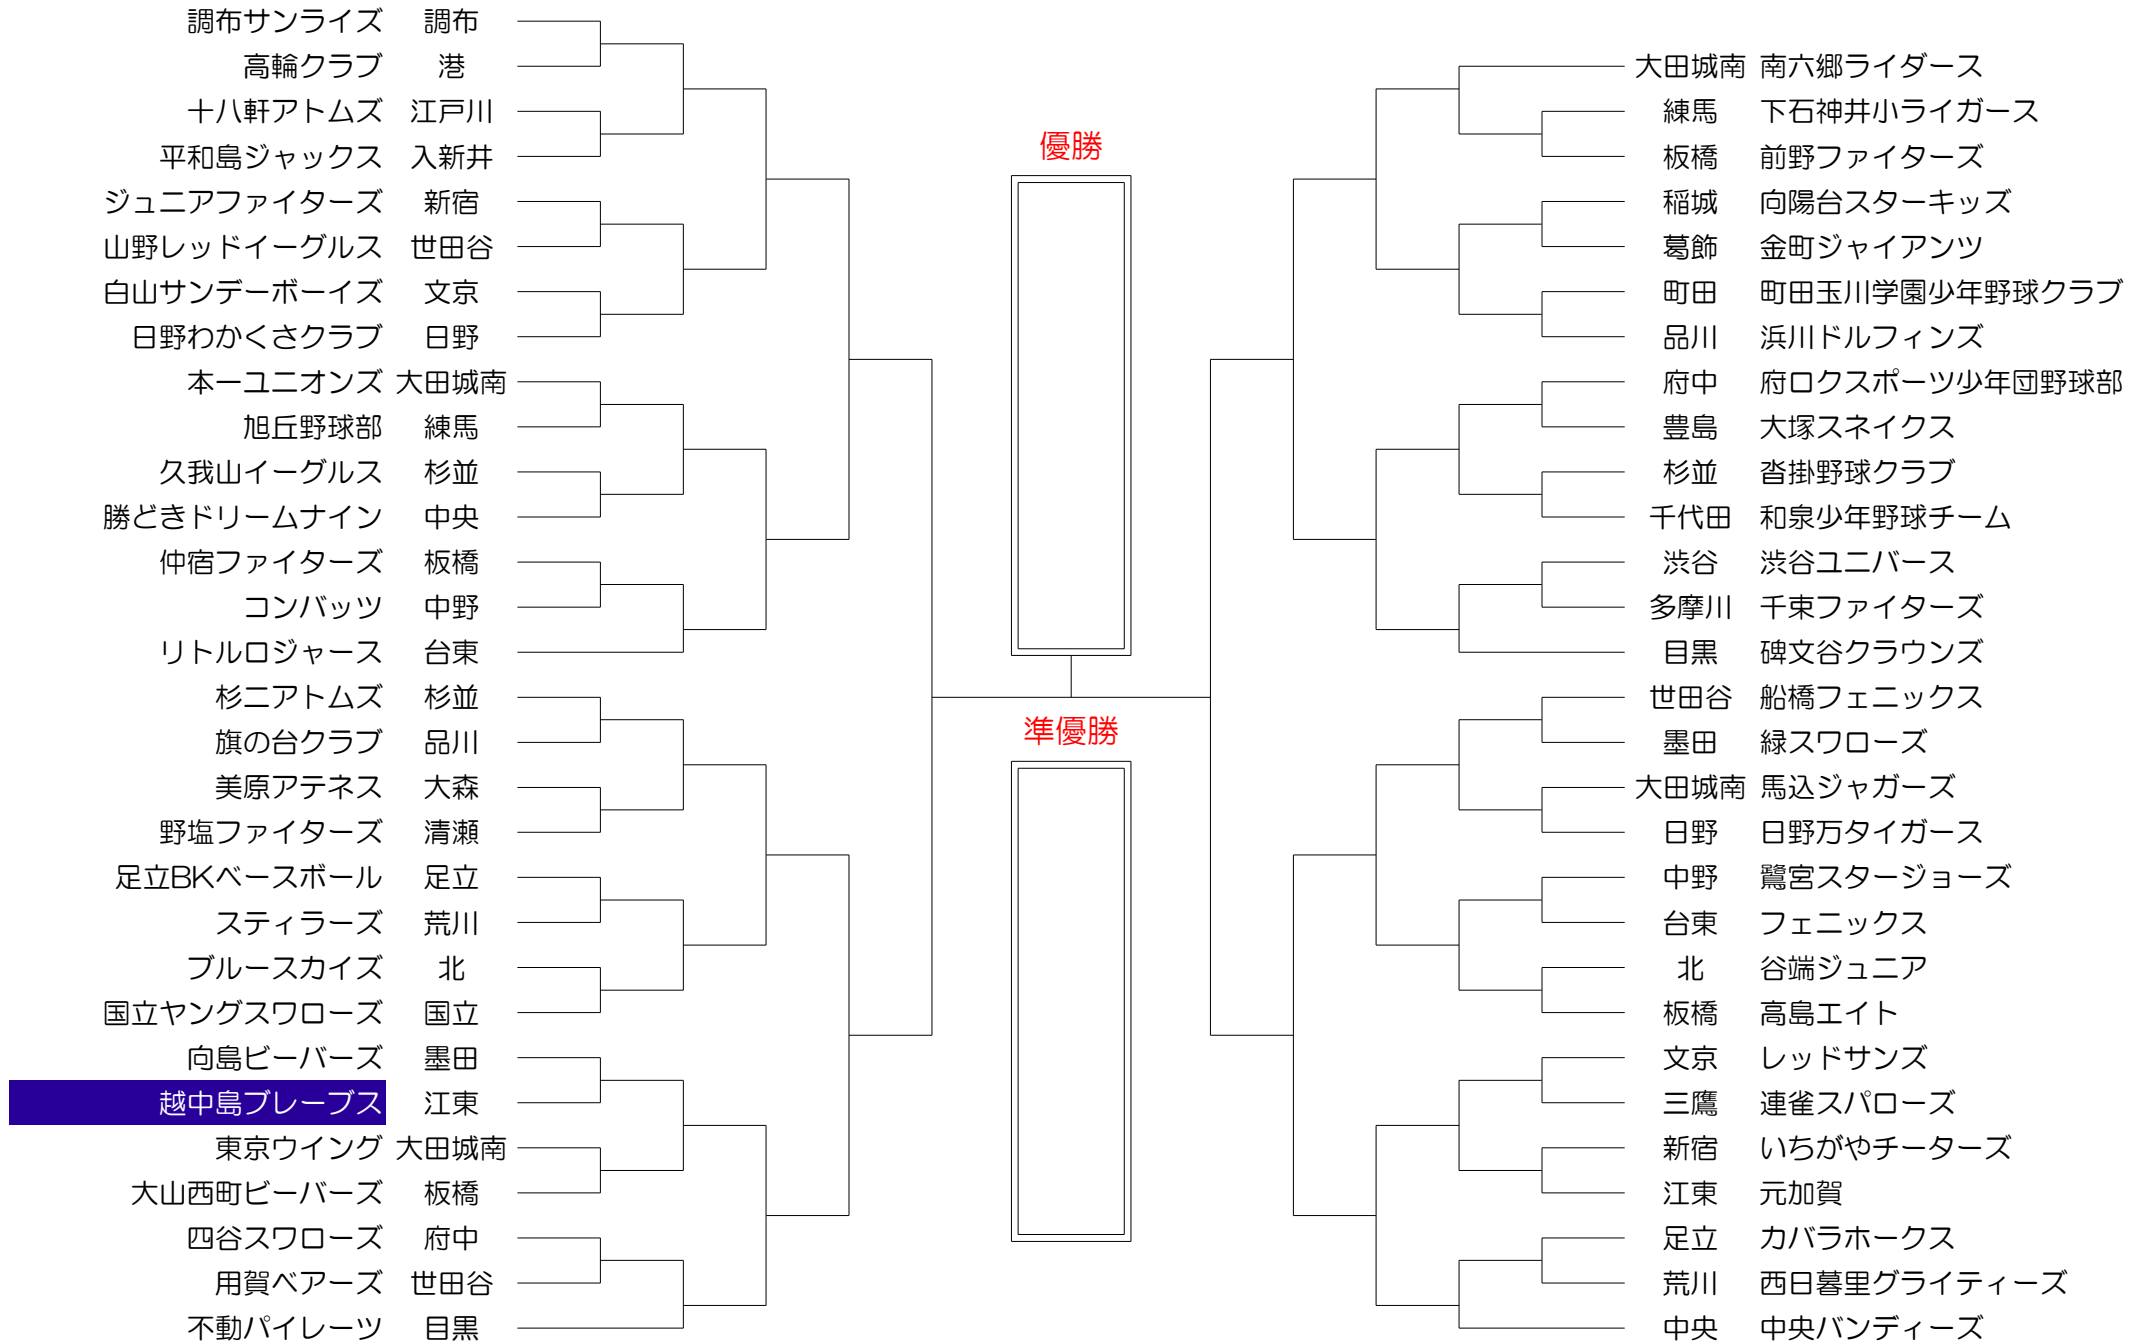 調布サンライズ 調布
高輪クラブ 港
十八軒アトムズ 江戸川
平和島ジャックス 入新井
ジュニアファイターズ 新宿
山野レッドイーグルス 世田谷
白山サンデーボーイズ 文京
日野わかくさクラブ 日野
本一ユニオンズ 大田城南
旭丘野球部 練馬
久我山イーグルス 杉並
勝どきドリームナイン 中央
仲宿ファイターズ 板橋
コンバッツ 中野
リトルロジャース 台東
杉二アトムズ 杉並
旗の台クラブ 品川
美原アテネス 大森
野塩ファイターズ 清瀬
足立BKベースボール 足立
スティラーズ 荒川
ブルースカイズ 北
国立ヤングスワローズ 国立
向島ビーバーズ 墨田
越中島ブレーブス 江東
東京ウイング 大田城南
大山西町ビーバーズ 板橋
四谷スワローズ 府中
用賀ベアーズ 世田谷
不動パイレーツ 目黒
優勝
準優勝
大田城南 南六郷ライダース
練馬 下石神井小ライガース
板橋 前野ファイターズ
稲城 向陽台スターキッズ
葛飾 金町ジャイアンツ
町田 町田玉川学園少年野球クラブ
品川 浜川ドルフィンズ
府中 府ロクスポーツ少年団野球部
豊島 大塚スネイクス
杉並 沓掛野球クラブ
千代田 和泉少年野球チーム
渋谷 渋谷ユニバース
多摩川 千束ファイターズ
目黒 碑文谷クラウンズ
世田谷 船橋フェニックス
墨田 緑スワローズ
大田城南 馬込ジャガーズ
日野 日野万タイガース
中野 鷺宮スタージョーズ
台東 フェニックス
北 谷端ジュニア
板橋 高島エイト
文京 レッドサンズ
三鷹 連雀スパローズ
新宿 いちがやチーターズ
江東 元加賀
足立 カバラホークス
荒川 西日暮里グライティーズ
中央 中央バンディーズ